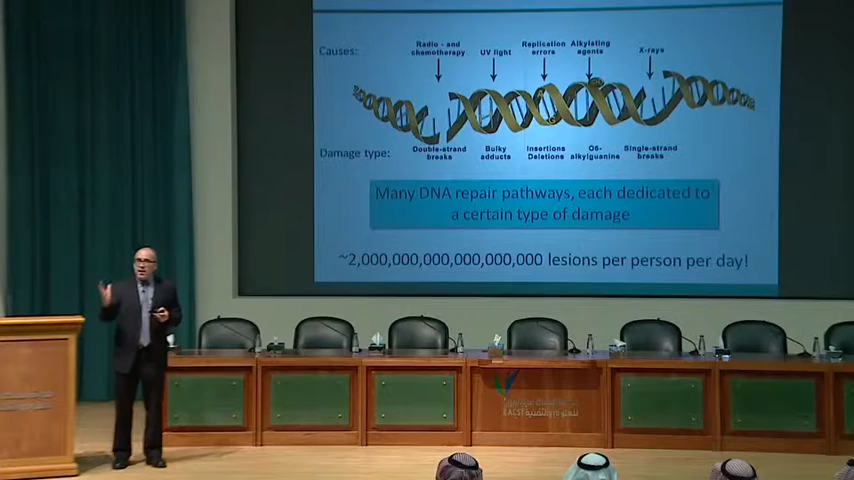 Causes:
Radio - and
chemotherapy
UV light
Replication
errors
Alkylating
agents
X-rays
Damage type:
Double-strand
breaks
Bulky
adducts
Insertions
Deletions
O6-
alkylguanine
Single-strand
breaks
Many DNA repair pathways, each dedicated to
a certain type of damage
~2,000,000,000,000,000,000 lesions per person per day!
KACST